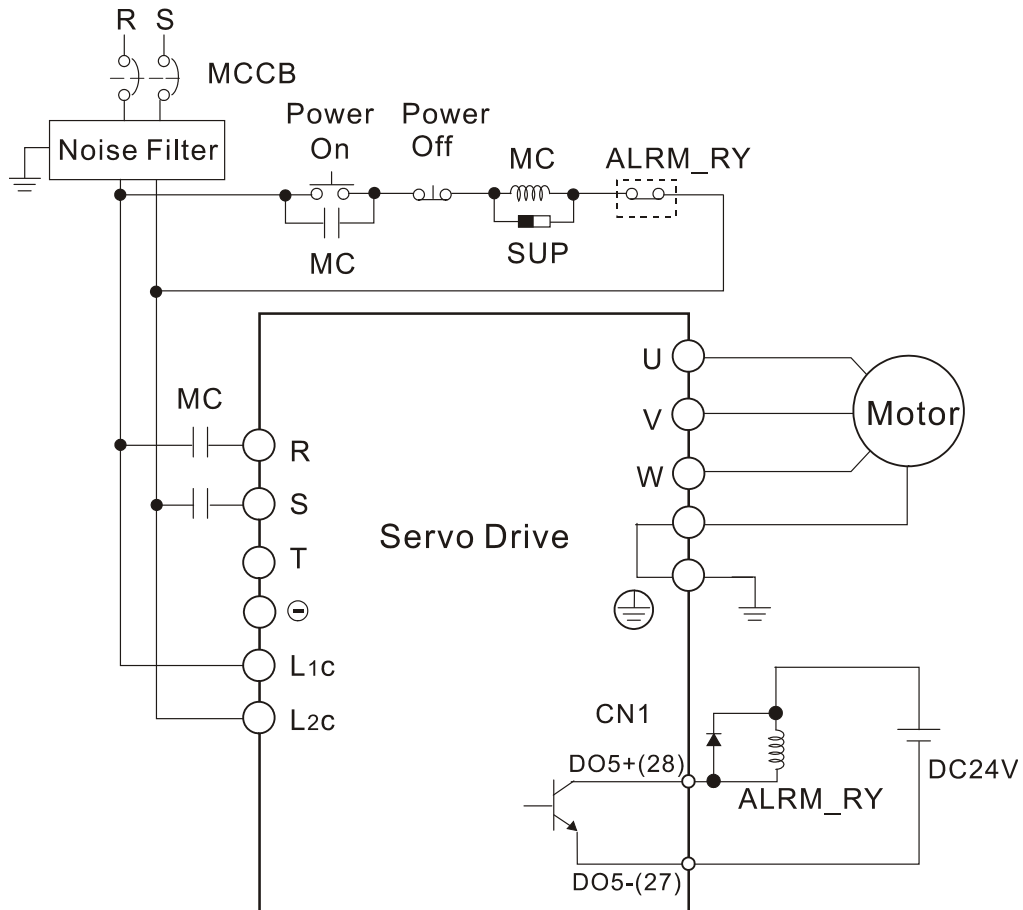 R S
MCCB
Noise Filter
Power
On
Power
Off
MC
ALRM_RY
MC
SUP
MC
R
S
T
⊖
L1c
L2c
Servo Drive
U
V
W
Motor
CN1
DO5+(28)
DO5-(27)
ALRM_RY
DC24V